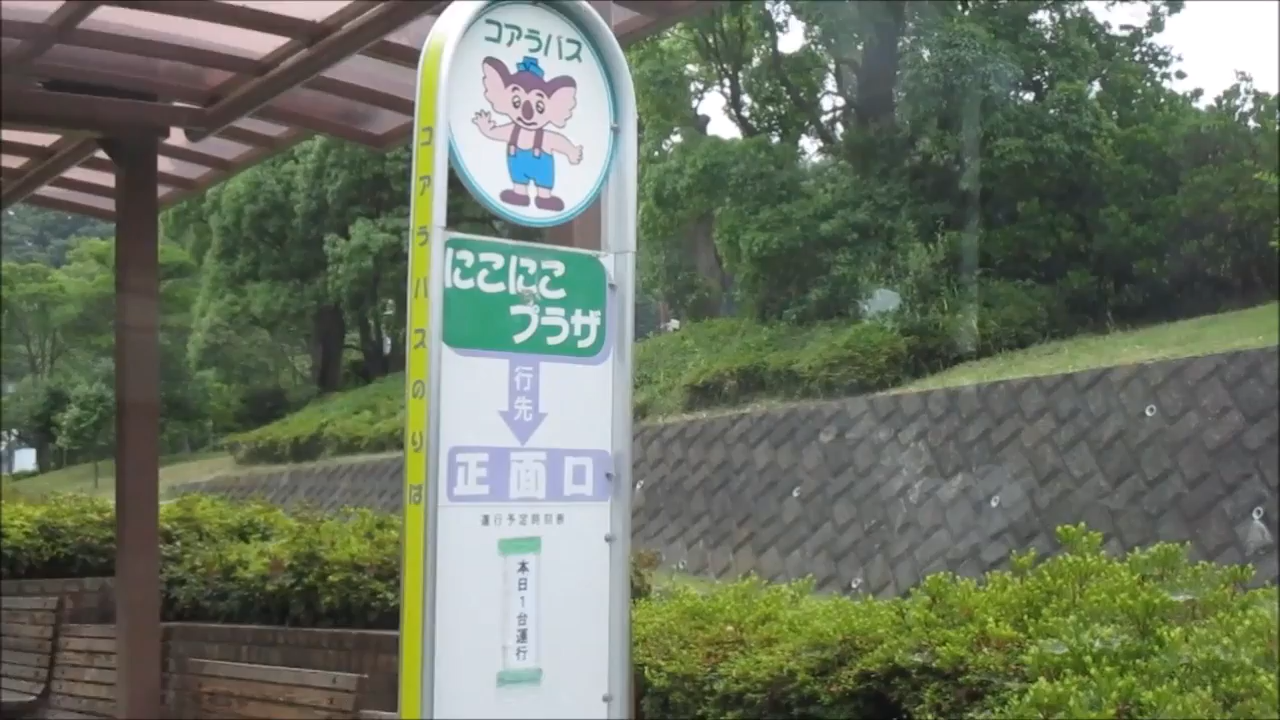 コアラバス
コアラバスのりば
にこにこ
プラザ
行先
正面口
運行予定時刻表
本日1台運行